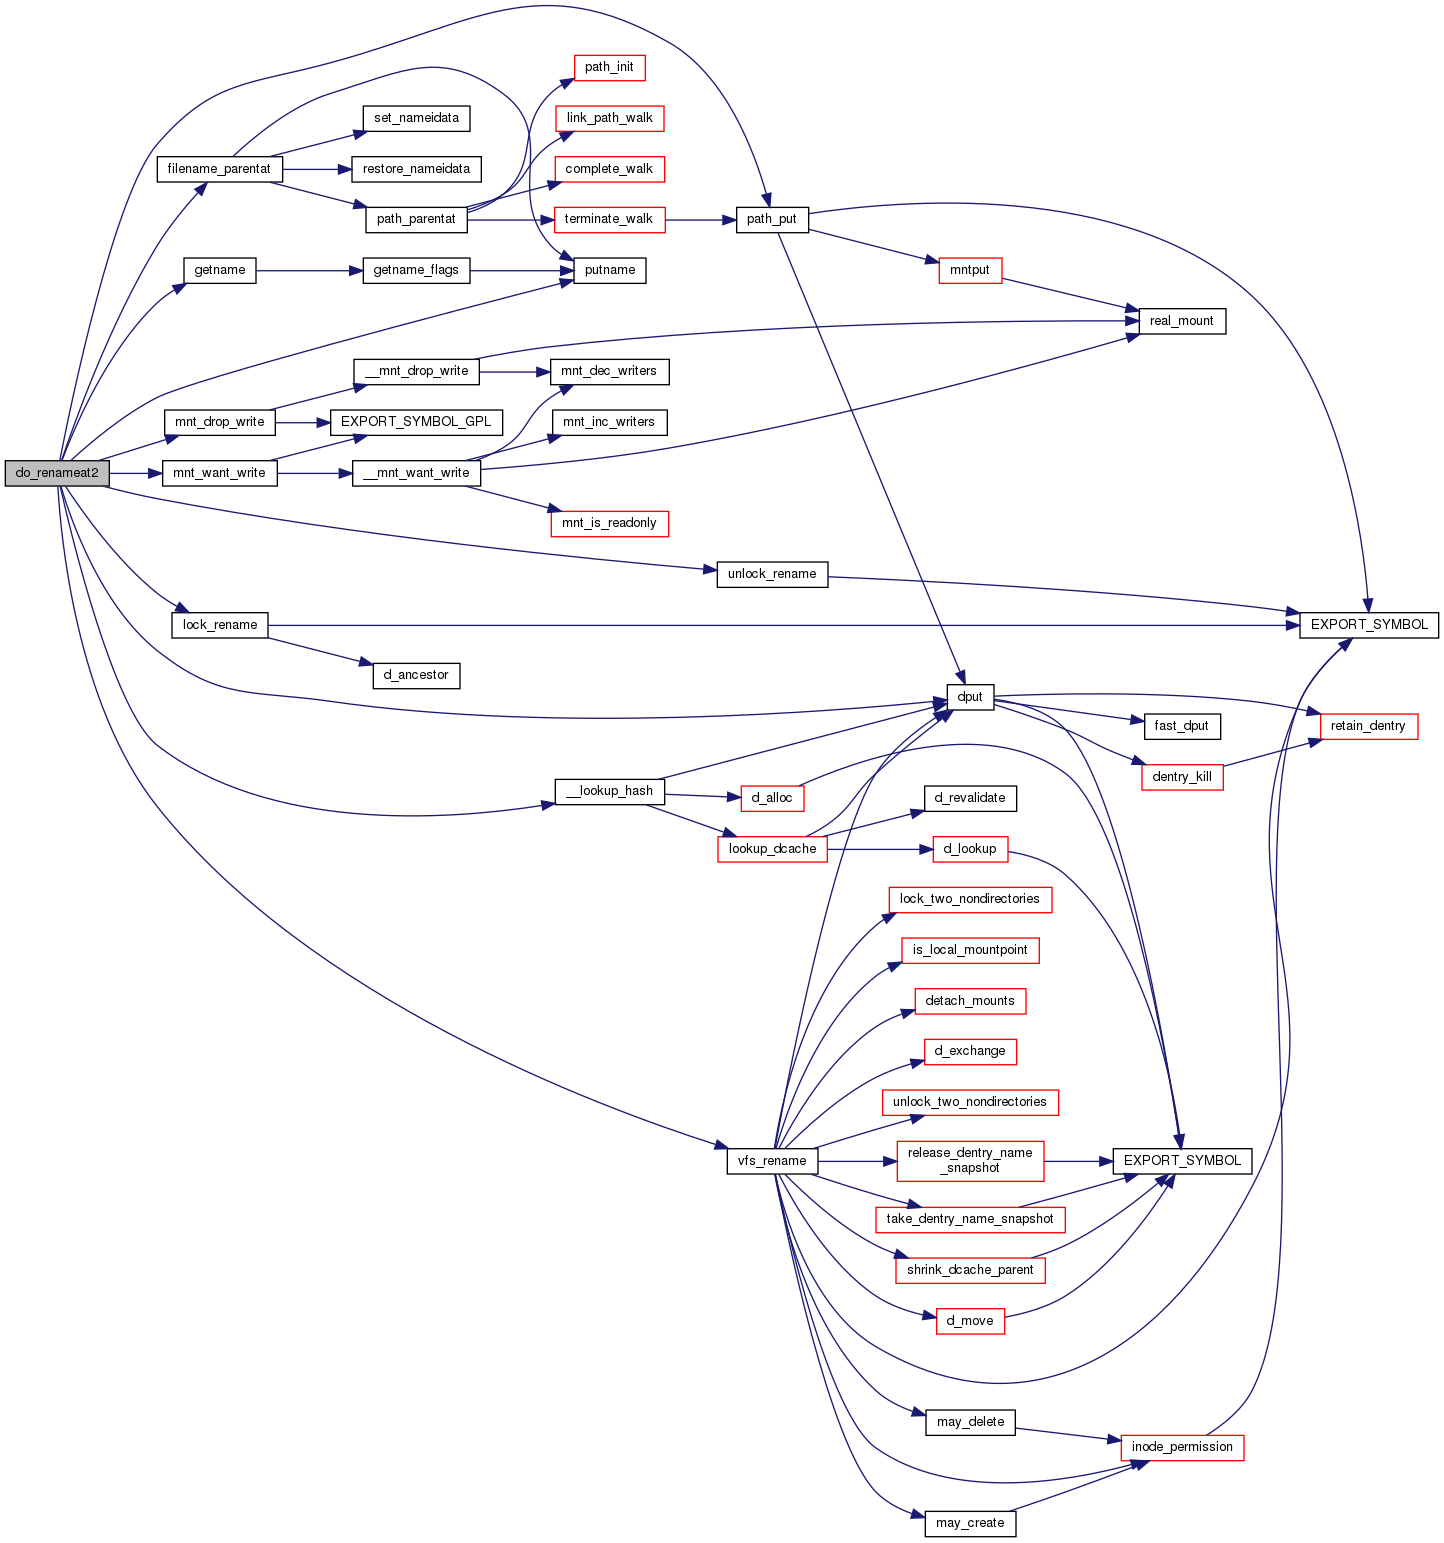 path_init
link_path_walk
set_nameidata
filename_parentat
restore_nameidata
complete_walk
path_parentat
terminate_walk
path_put
getname
getname_flags
putname
mntput
real_mount
__mnt_drop_write
mnt_dec_writers
mnt_drop_write
EXPORT_SYMBOL_GPL
mnt_inc_writers
do_renameat2
mnt_want_write
__mnt_want_write
mnt_is_readonly
unlock_rename
lock_rename
EXPORT_SYMBOL
d_ancestor
dput
fast_dput
retain_dentry
dentry_kill
__lookup_hash
d_alloc
d_revalidate
lookup_dcache
d_lookup
lock_two_nondirectories
is_local_mountpoint
detach_mounts
d_exchange
unlock_two_nondirectories
vfs_rename
release_dentry_name
_snapshot
EXPORT_SYMBOL
take_dentry_name_snapshot
shrink_dcache_parent
d_move
may_delete
inode_permission
may_create